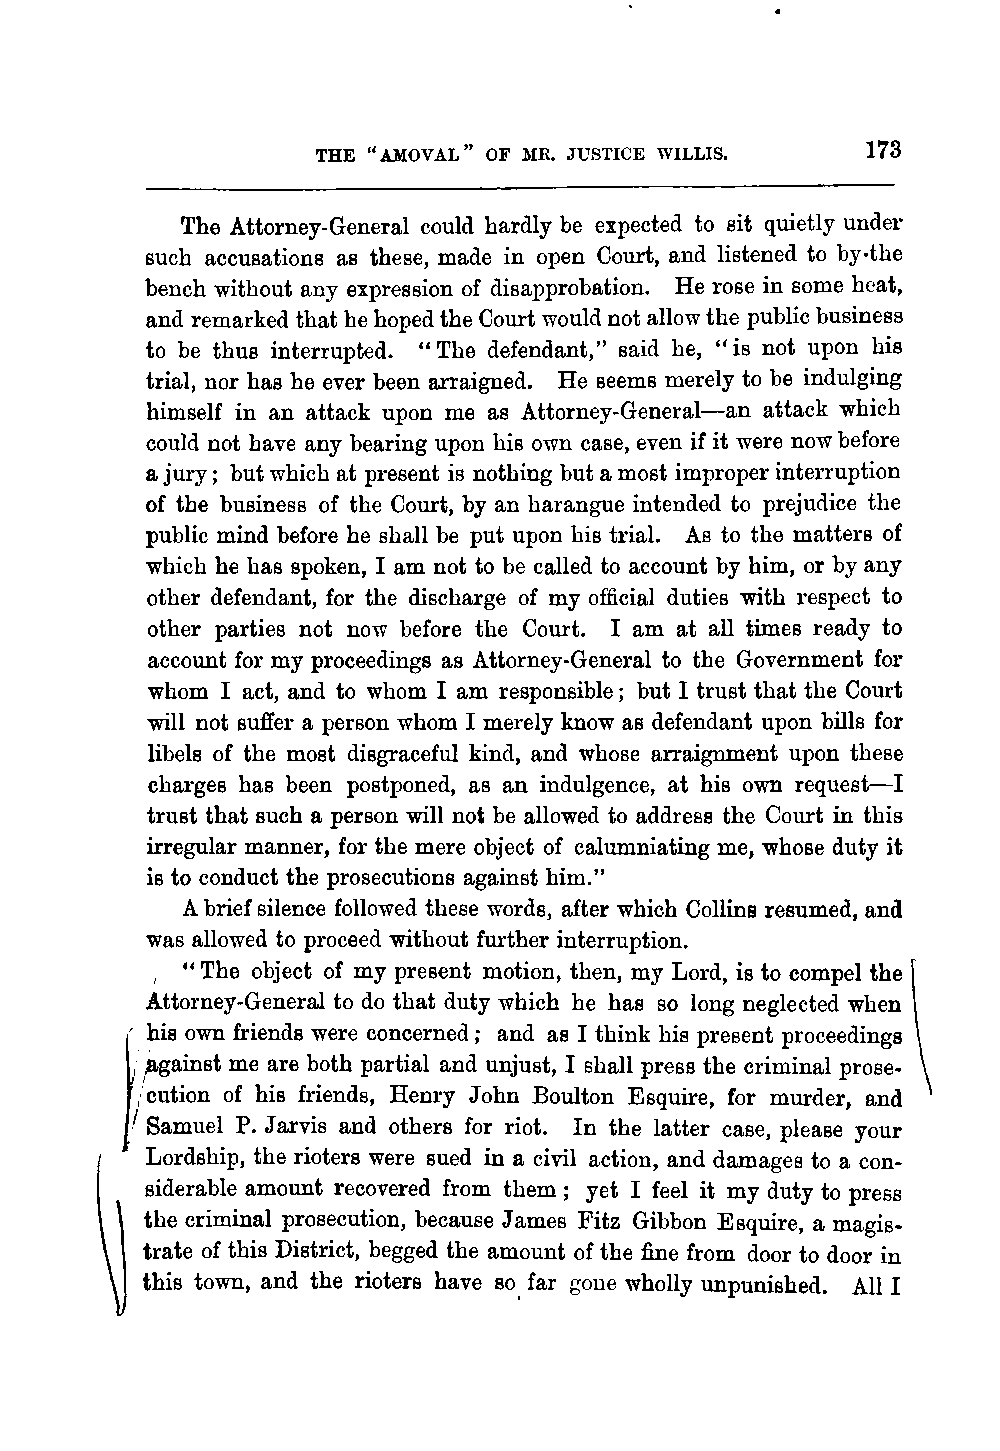 THE "AMOVAL" OF MR. JUSTICE WILLIS. 173
The Attorney-General could hardly be expected to sit quietly under
such accusations as these, made in open Court, and listened to by·the
bench without any expression of disapprobation. He rose in some heat,
and remarked that he hoped the Court would not allow the public business
to be thus interrupted. "The defendant," said he, "is not upon his
trial, nor has he ever been arraigned. He seems merely to be indulging
himself in an attack upon me as Attorney-General—an attack which
could not have any bearing upon his own case, even if it were now before
a jury; but which at present is nothing but a most improper interruption
of the business of the Court, by an harangue intended to prejudice the
public mind before he shall be put upon his trial. As to the matters of
which he has spoken, I am not to be called to account by him, or by any
other defendant, for the discharge of my official duties with respect to
other parties not now before the Court. I am at all times ready to
account for my proceedings as Attorney-General to the Government for
whom I act, and to whom I am responsible; but I trust that the Court
will not suffer a person whom I merely know as defendant upon bills for
libels of the most disgraceful kind, and whose arraignment upon these
charges has been postponed, as an indulgence, at his own request—I
trust that such a person will not be allowed to address the Court in this
irregular manner, for the mere object of calumniating me, whose duty it
is to conduct the prosecutions against him."
A brief silence followed these words, after which Collins resumed, and
was allowed to proceed without further interruption.
"The object of my present motion, then, my Lord, is to compel the
Attorney-General to do that duty which he has so long neglected when
his own friends were concerned; and as I think his present proceedings
against me are both partial and unjust, I shall press the criminal prose-
cution of his friends, Henry John Boulton Esquire, for murder, and
Samuel P. Jarvis and others for riot. In the latter case, please your
Lordship, the rioters were sued in a civil action, and damages to a con-
siderable amount recovered from them; yet I feel it my duty to press
the criminal prosecution, because James Fitz Gibbon Esquire, a magis-
trate of this District, begged the amount of the fine from door to door in
this town, and the rioters have so far gone wholly unpunished. All I